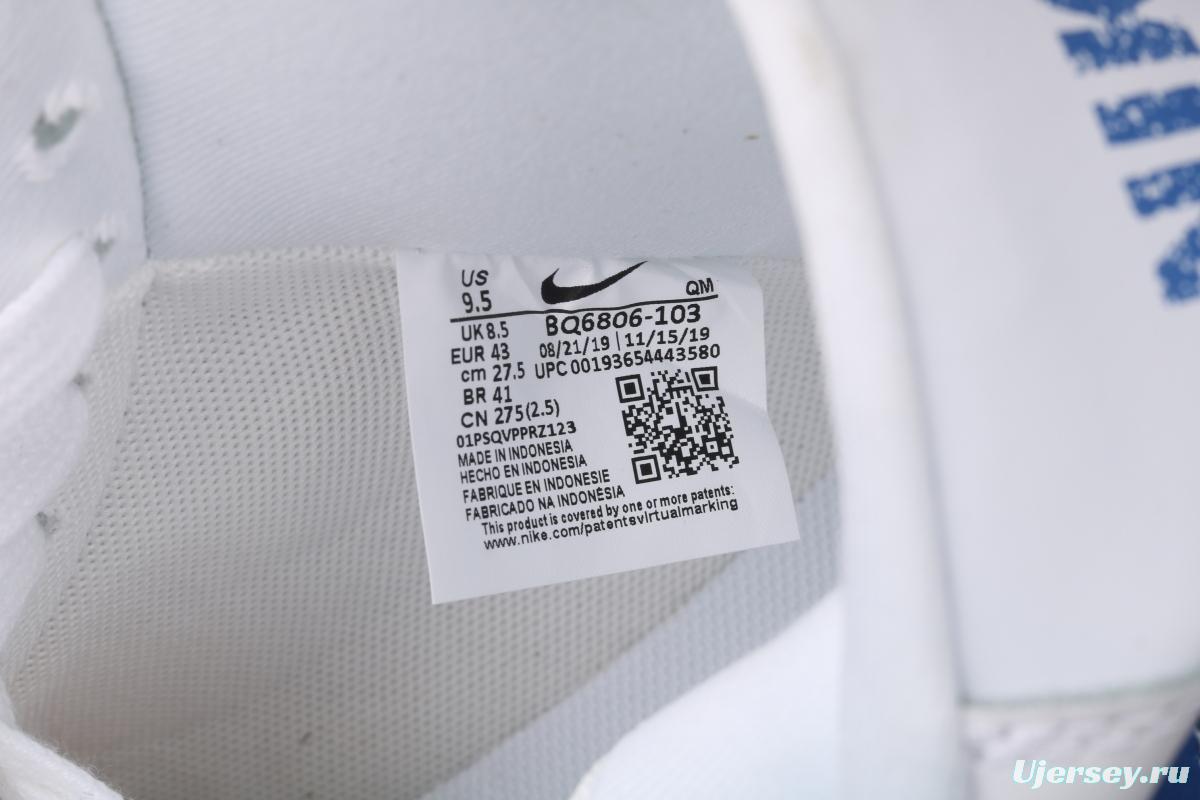 US
9.5
QM
UK 8.5
BQ6806-103
EUR 43
08/21/19 | 11/15/19
cm 27.5
UPC 00193654443580
BR 41
CN 275(2.5)
01PSQVPPRZ123
MADE IN INDONESIA
HECHO EN INDONESIA
FABRIQUE EN INDONESIE
FABRICADO NA INDONÉSIA
This product is covered by one or more patents:
www.nike.com/patentsvirtualmarking
Ujersey.ru